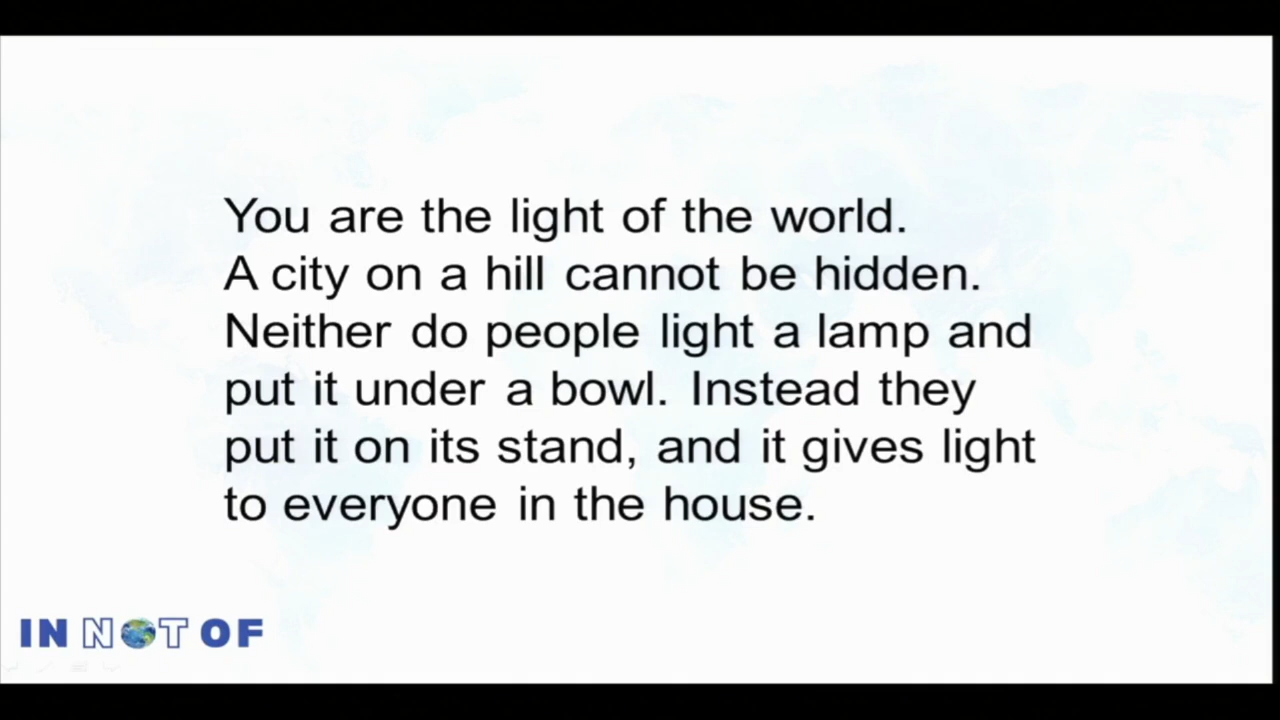 You are the light of the world.
A city on a hill cannot be hidden.
Neither do people light a lamp and
put it under a bowl. Instead they
put it on its stand, and it gives light
to everyone in the house.
IN NOT OF